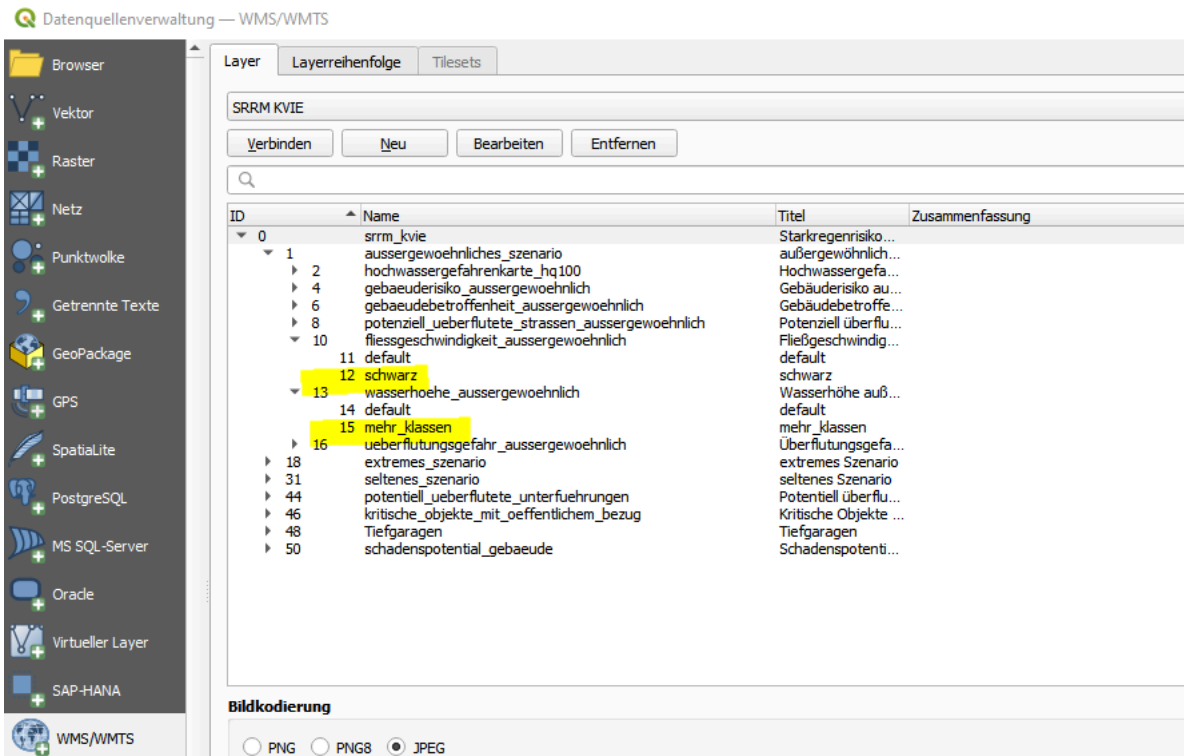 Datenquellenverwaltung — WMS/WMTS
Browser
Vektor
Raster
Netz
Punktwolke
Getrennte Texte
GeoPackage
GPS
SpatiaLite
PostgreSQL
MS SQL-Server
Oracle
Virtueller Layer
SAP-HANA
WMS/WMTS
Layer Layerreihenfolge Tilesets
SRRM KVIE
Verbinden Neu Bearbeiten Entfernen
ID Name Titel Zusammenfassung
0 srrm_kvie Starkregenrisiko...
1 aussergewoehnliches_szenario außergewöhnlich...
2 hochwassergefahrenkarte_hq100 Hochwassergefa...
4 gebaeuderisiko_aussergewoehnlich Gebäuderisiko au...
6 gebaeudebetroffenheit_aussergewoehnlich Gebäudebetroffe...
8 potenziell_ueberflutete_strassen_aussergewoehnlich Potenziell überflu...
10 fliessgeschwindigkeit_aussergewoehnlich Fließgeschwindig...
11 default default
12 schwarz schwarz
13 wasserhoehe_aussergewoehnlich Wasserhöhe auß...
14 default default
15 mehr_klassen mehr_klassen
16 ueberflutungsgefahr_aussergewoehnlich Überflutungsgefa...
18 extremes_szenario extremes Szenario
31 seltenes_szenario seltenes Szenario
44 potentiell_ueberflutete_unterfuehrungen Potentiell überflu...
46 kritische_objekte_mit_oeffentlichem_bezug Kritische Objekte ...
48 Tiefgaragen Tiefgaragen
50 schadenspotential_gebaeude Schadenspotenti...
Bildkodierung
PNG PNG8 JPEG